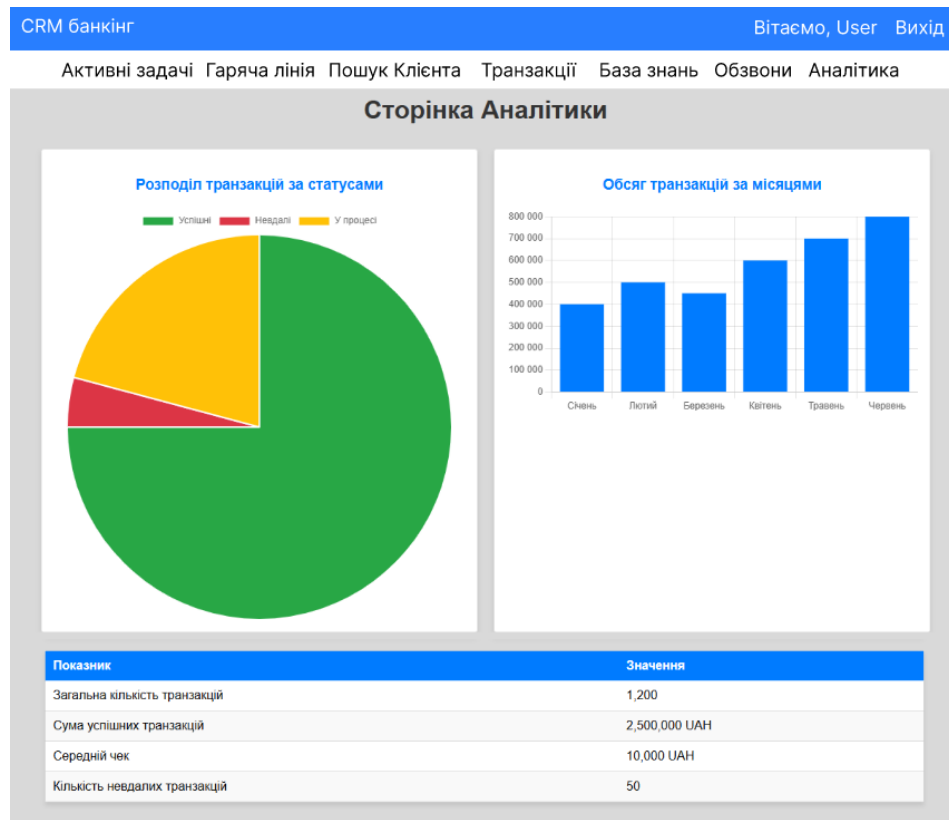 CRM банкінг
Вітаємо, User Вихід
Активні задачі Гаряча лінія Пошук Клієнта Транзакції База знань Обзвони Аналітика
Сторінка Аналітики
Розподіл транзакцій за статусами
Успішні Невдалі У процесі
Обсяг транзакцій за місяцями
800 000
700 000
600 000
500 000
400 000
300 000
200 000
100 000
0
Січень Лютий Березень Квітень Травень Червень
Показник Значення
Загальна кількість транзакцій 1,200
Сума успішних транзакцій 2,500,000 UAH
Середній чек 10,000 UAH
Кількість невдалих транзакцій 50